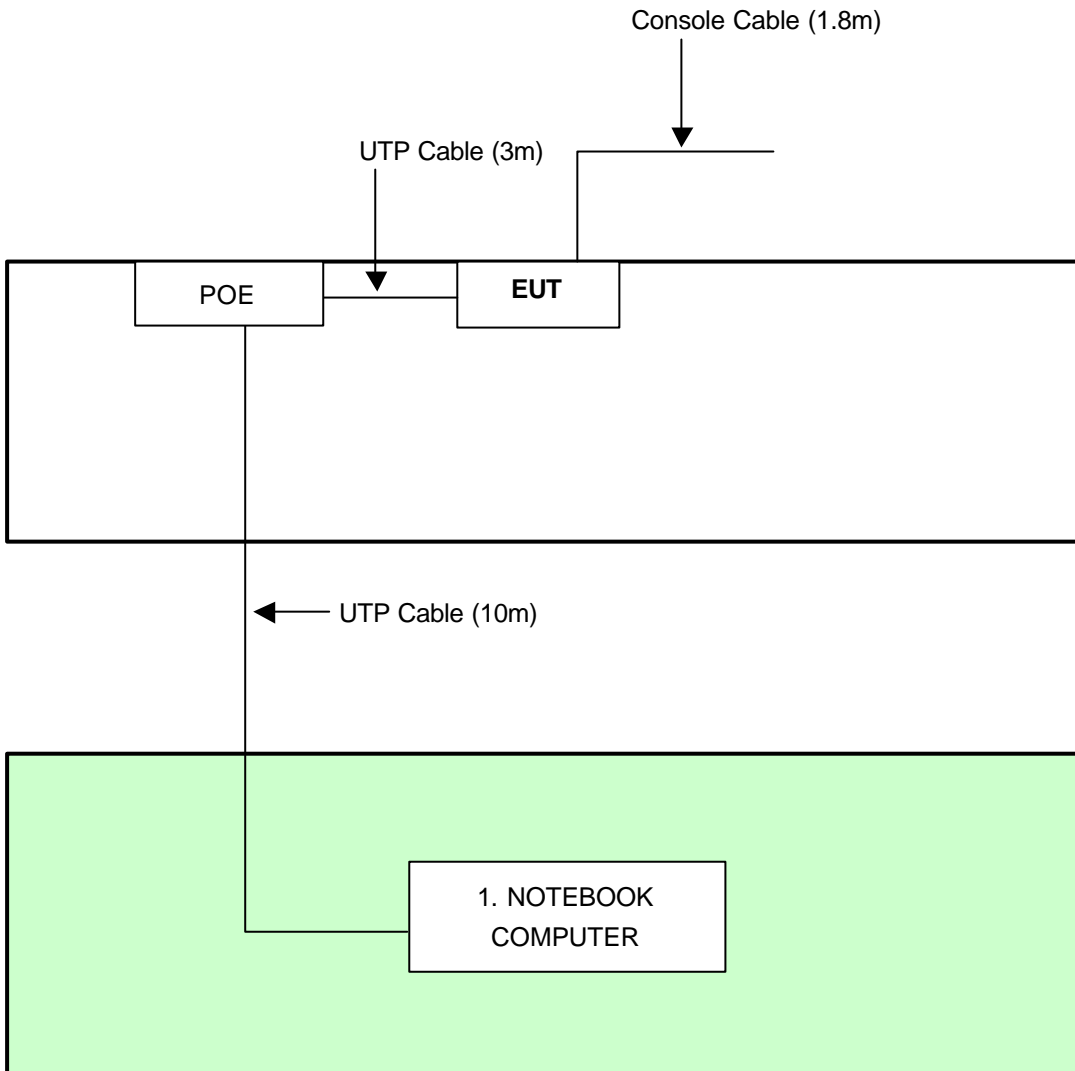 Console Cable (1.8m)
UTP Cable (3m)
POE
EUT
UTP Cable (10m)
1. NOTEBOOK
COMPUTER